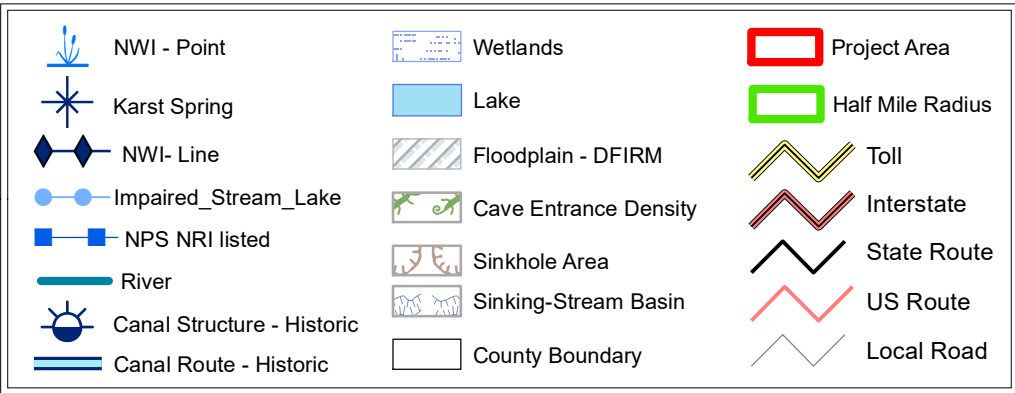 NWI - Point
Karst Spring
NWI- Line
Impaired_Stream_Lake
NPS NRI listed
River
Canal Structure - Historic
Canal Route - Historic
Wetlands
Lake
Floodplain - DFIRM
Cave Entrance Density
Sinkhole Area
Sinking-Stream Basin
County Boundary
Project Area
Half Mile Radius
Toll
Interstate
State Route
US Route
Local Road